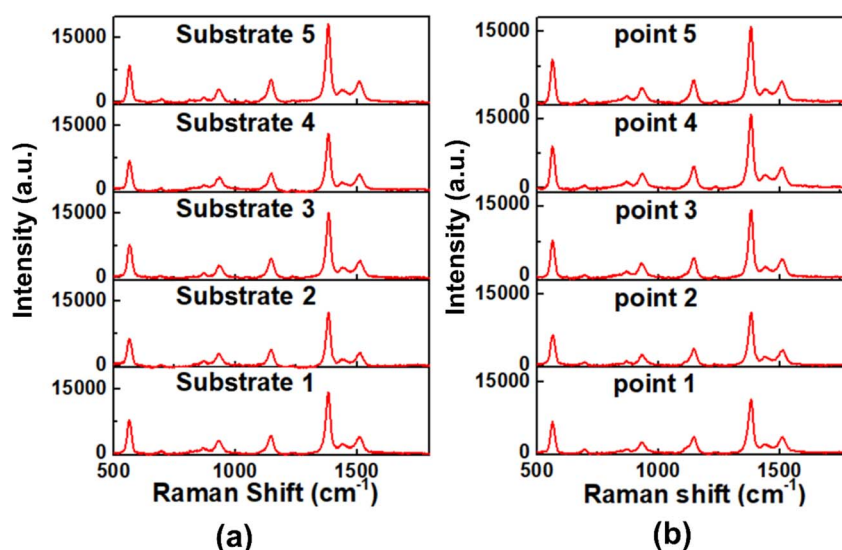 Intensity (a.u.)
15000
Substrate 5
0
15000
Substrate 4
0
15000
Substrate 3
0
15000
Substrate 2
0
15000
Substrate 1
0
500
1000
1500
Raman Shift (cm⁻¹)
(a)
Intensity (a.u.)
15000
point 5
0
15000
point 4
0
15000
point 3
0
15000
point 2
0
15000
point 1
0
500
1000
1500
Raman shift (cm⁻¹)
(b)